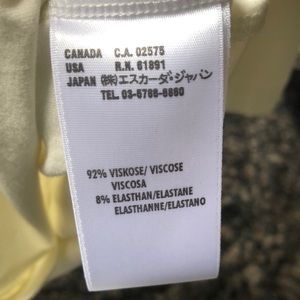 CANADA C.A. 02575
USA R.N. 61891
JAPAN ㈱エスカーダ・ジャパン
TEL. 03-6786-6660
92% VISKOSE/ VISCOSE
VISCOSA
8% ELASTHAN/ELASTANE
ELASTHANNE/ELASTANO